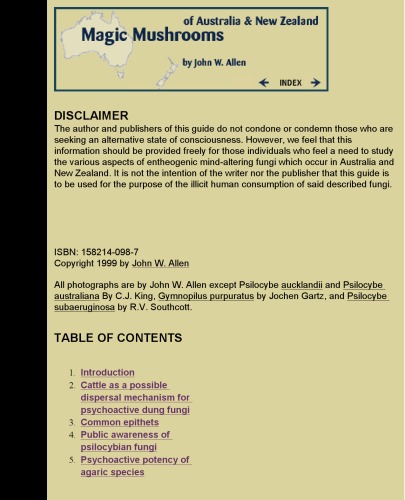 of Australia & New Zealand
Magic Mushrooms
by John W. Allen
INDEX
DISCLAIMER
The author and publishers of this guide do not condone or condemn those who are
seeking an alternative state of consciousness. However, we feel that this
information should be provided freely for those individuals who feel a need to study
the various aspects of entheogenic mind-altering fungi which occur in Australia and
New Zealand. It is not the intention of the writer nor the publisher that this guide is
to be used for the purpose of the illicit human consumption of said described fungi.
ISBN: 158214-098-7
Copyright 1999 by John W. Allen
All photographs are by John W. Allen except Psilocybe aucklandii and Psilocybe
australiana By C.J. King, Gymnopilus purpuratus by Jochen Gartz, and Psilocybe
subaeruginosa by R.V. Southcott.
TABLE OF CONTENTS
1. Introduction
2. Cattle as a possible
dispersal mechanism for
psychoactive dung fungi
3. Common epithets
4. Public awareness of
psilocybian fungi
5. Psychoactive potency of
agaric species